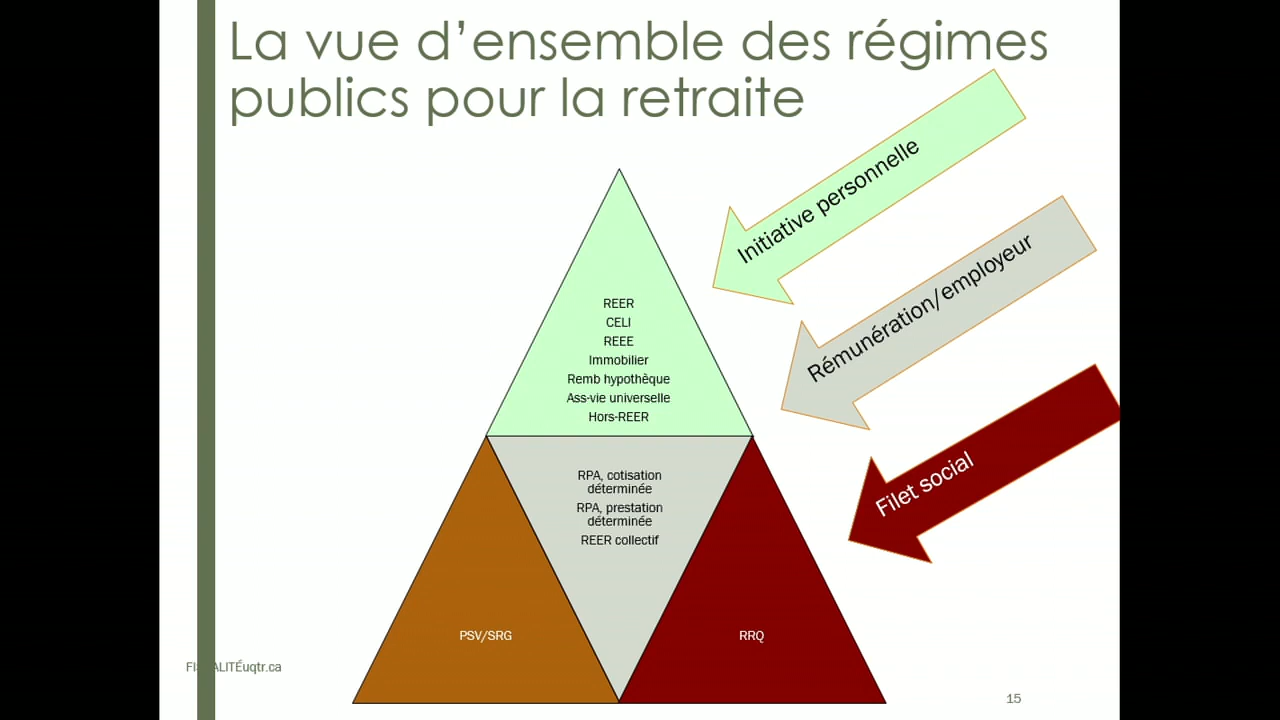 La vue d’ensemble des régimes
publics pour la retraite
Initiative personnelle
Rémunération/employeur
Filet social
REER
CELI
REEE
Immobilier
Remb hypothèque
Ass-vie universelle
Hors-REER
RPA, cotisation
déterminée
RPA, prestation
déterminée
REER collectif
PSV/SRG
RRQ
FISCALITÉuqtr.ca
15